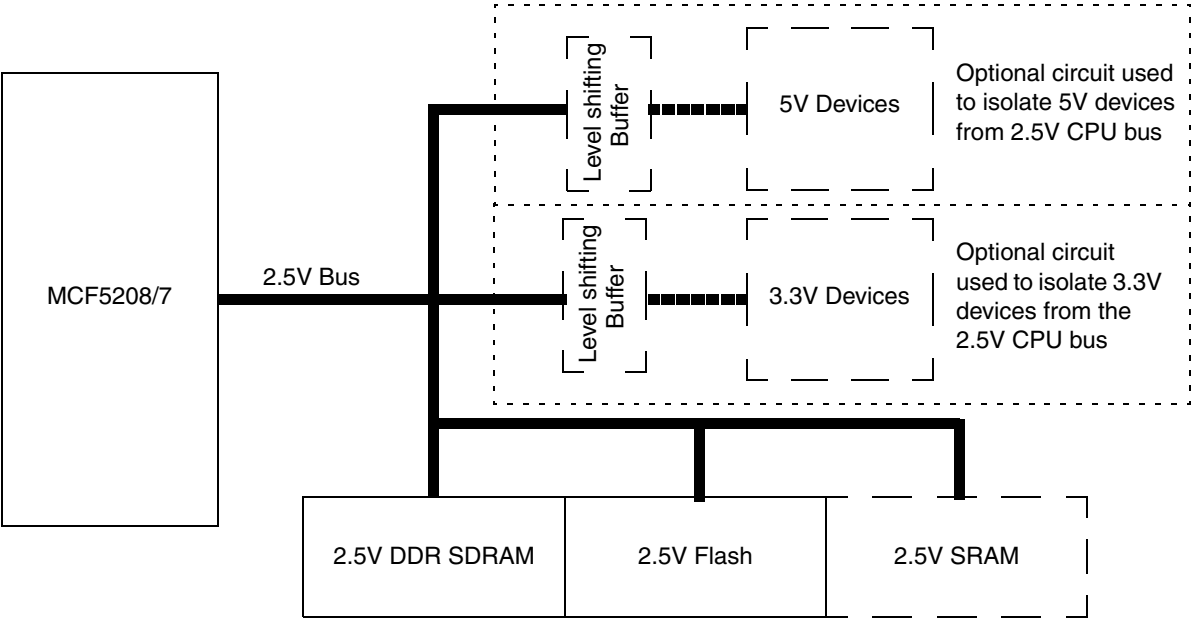 MCF5208/7
2.5V Bus
Level shifting
Buffer
5V Devices
Optional circuit used
to isolate 5V devices
from 2.5V CPU bus
Level shifting
Buffer
3.3V Devices
Optional circuit
used to isolate 3.3V
devices from the
2.5V CPU bus
2.5V DDR SDRAM
2.5V Flash
2.5V SRAM